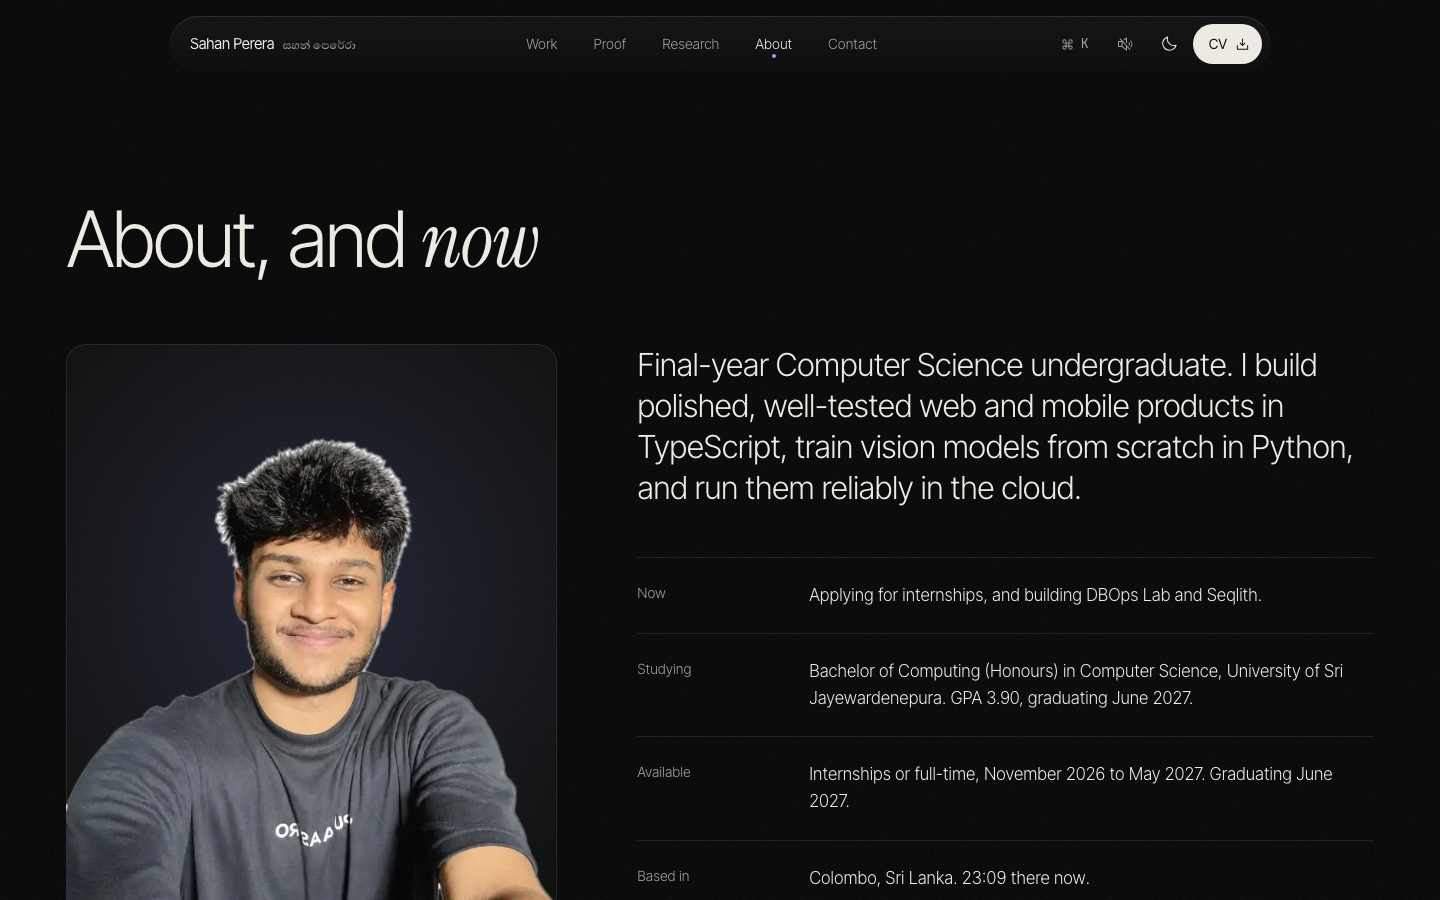 Sahan Perera සහන් පෙරේරා
Work
Proof
Research
About
Contact
⌘ K
CV
About, and now
Final-year Computer Science undergraduate. I build
polished, well-tested web and mobile products in
TypeScript, train vision models from scratch in Python,
and run them reliably in the cloud.
Now
Applying for internships, and building DBOps Lab and Seqlith.
Studying
Bachelor of Computing (Honours) in Computer Science, University of Sri
Jayewardenepura. GPA 3.90, graduating June 2027.
Available
Internships or full-time, November 2026 to May 2027. Graduating June
2027.
Based in
Colombo, Sri Lanka. 23:09 there now.